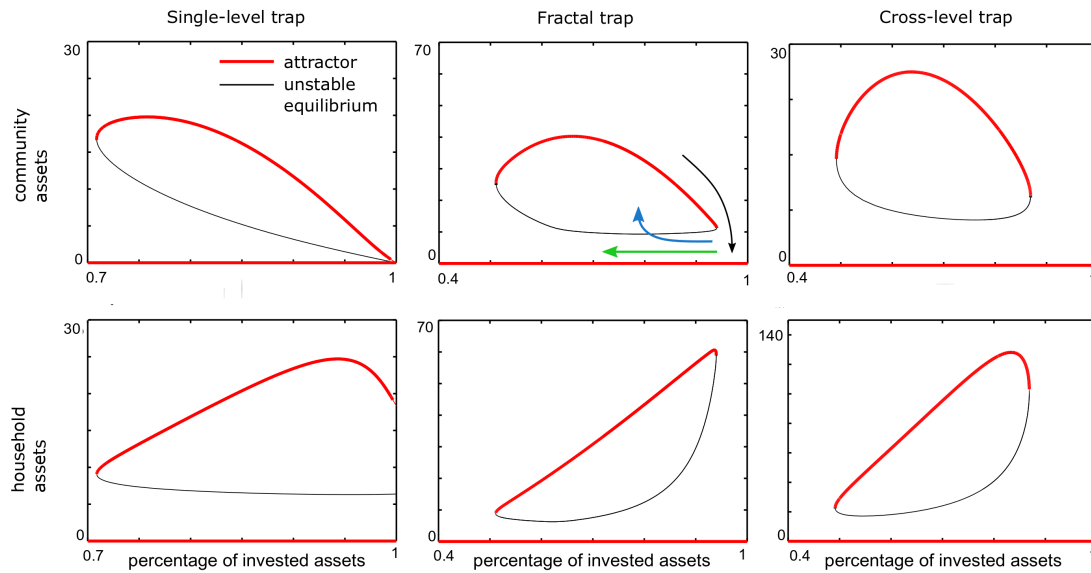 Single-level trap
Fractal trap
Cross-level trap
community
assets
30
0
0.7
1
attractor
unstable
equilibrium
70
0
0.4
1
30
0
0.4
household
assets
30
0
0.7
1
percentage of invested assets
70
0
0.4
1
percentage of invested assets
140
0
0.4
percentage of invested assets